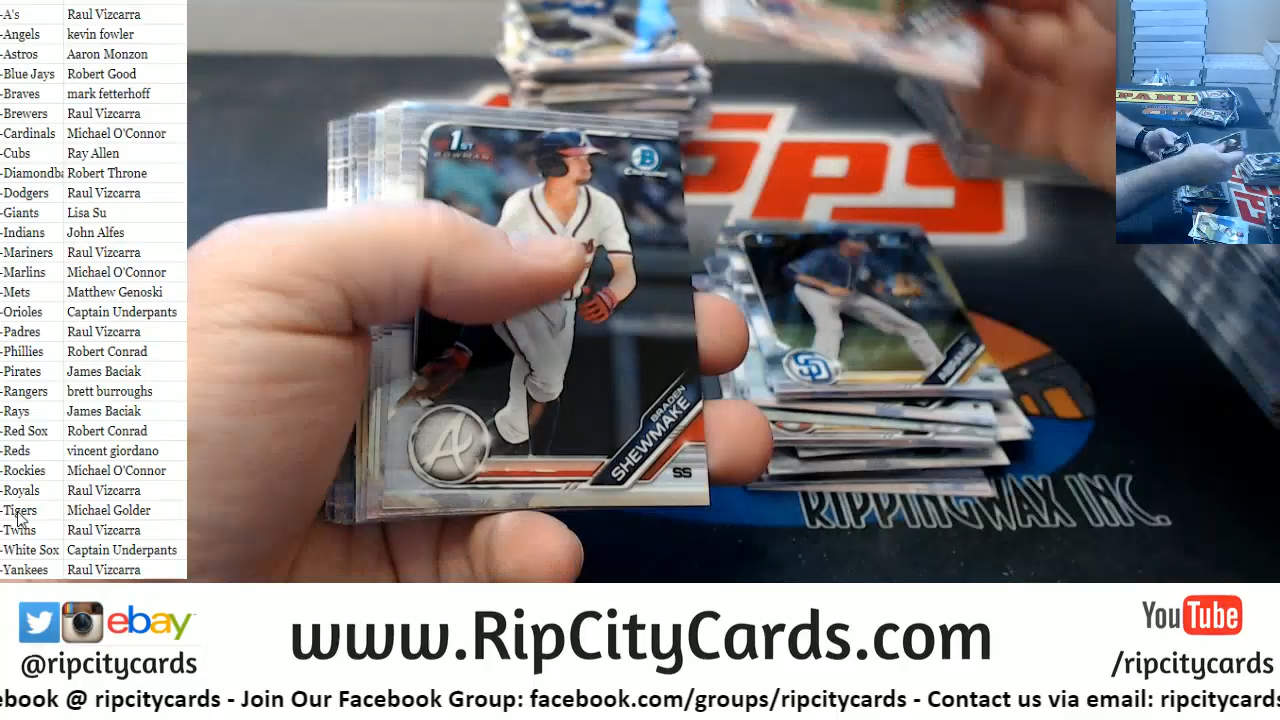 -A's Raul Vizcarra
-Angels kevin fowler
-Astros Aaron Monzon
-Blue Jays Robert Good
-Braves mark fetterhoff
-Brewers Raul Vizcarra
-Cardinals Michael O'Connor
-Cubs Ray Allen
-Diamondba Robert Throne
-Dodgers Raul Vizcarra
-Giants Lisa Su
-Indians John Alfes
-Mariners Raul Vizcarra
-Marlins Michael O'Connor
-Mets Matthew Genoski
-Orioles Captain Underpants
-Padres Raul Vizcarra
-Phillies Robert Conrad
-Pirates James Baciak
-Rangers brett burroughs
-Rays James Baciak
-Red Sox Robert Conrad
-Reds vincent giordano
-Rockies Michael O'Connor
-Royals Raul Vizcarra
-Tigers Michael Golder
-Twins Raul Vizcarra
-White Sox Captain Underpants
-Yankees Raul Vizcarra
1ST
BOWMAN
B
CHROME
A
BRADEN
SHEWMAKE
SS
SD
ABRAMS
PANINI
RIPPINGWAX INC.
ebay
@ripcitycards
www.RipCityCards.com
YouTube
/ripcitycards
ebook @ ripcitycards - Join Our Facebook Group: facebook.com/groups/ripcitycards - Contact us via email: ripcitycards